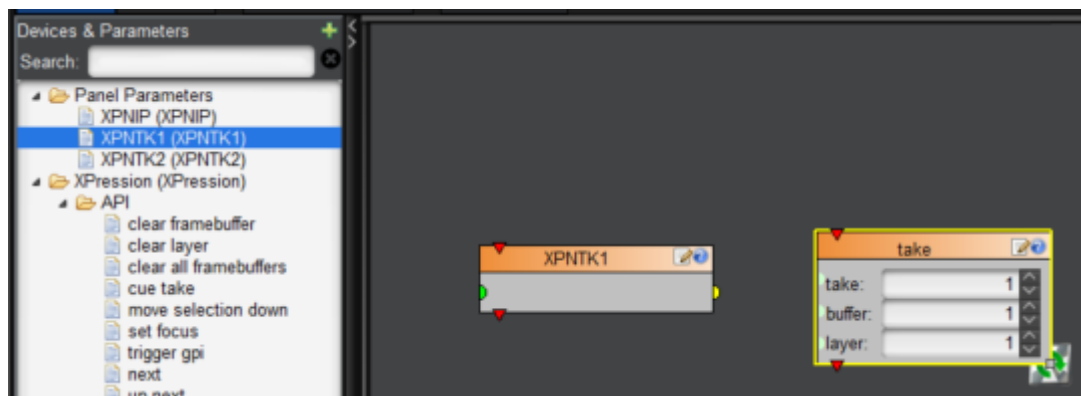 Devices & Parameters
Search:
Panel Parameters
XPNIP (XPNIP)
XPNTK1 (XPNTK1)
XPNTK2 (XPNTK2)
XPression (XPression)
API
clear framebuffer
clear layer
clear all framebuffers
cue take
move selection down
set focus
trigger gpi
next
up next
XPNTK1
take
take: 1
buffer: 1
layer: 1